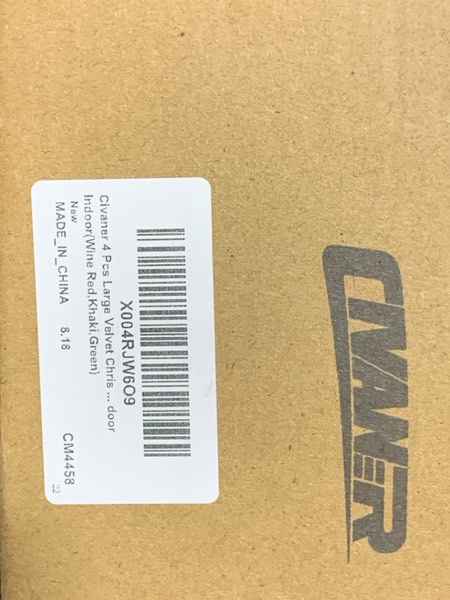 X004RJW6O9
Civaner 4 Pcs Large Velvet Chris ... door
Indoor(Wine Red,Khaki,Green)
New
MADE_IN_CHINA 8.18 CM4458
22
CIVANER